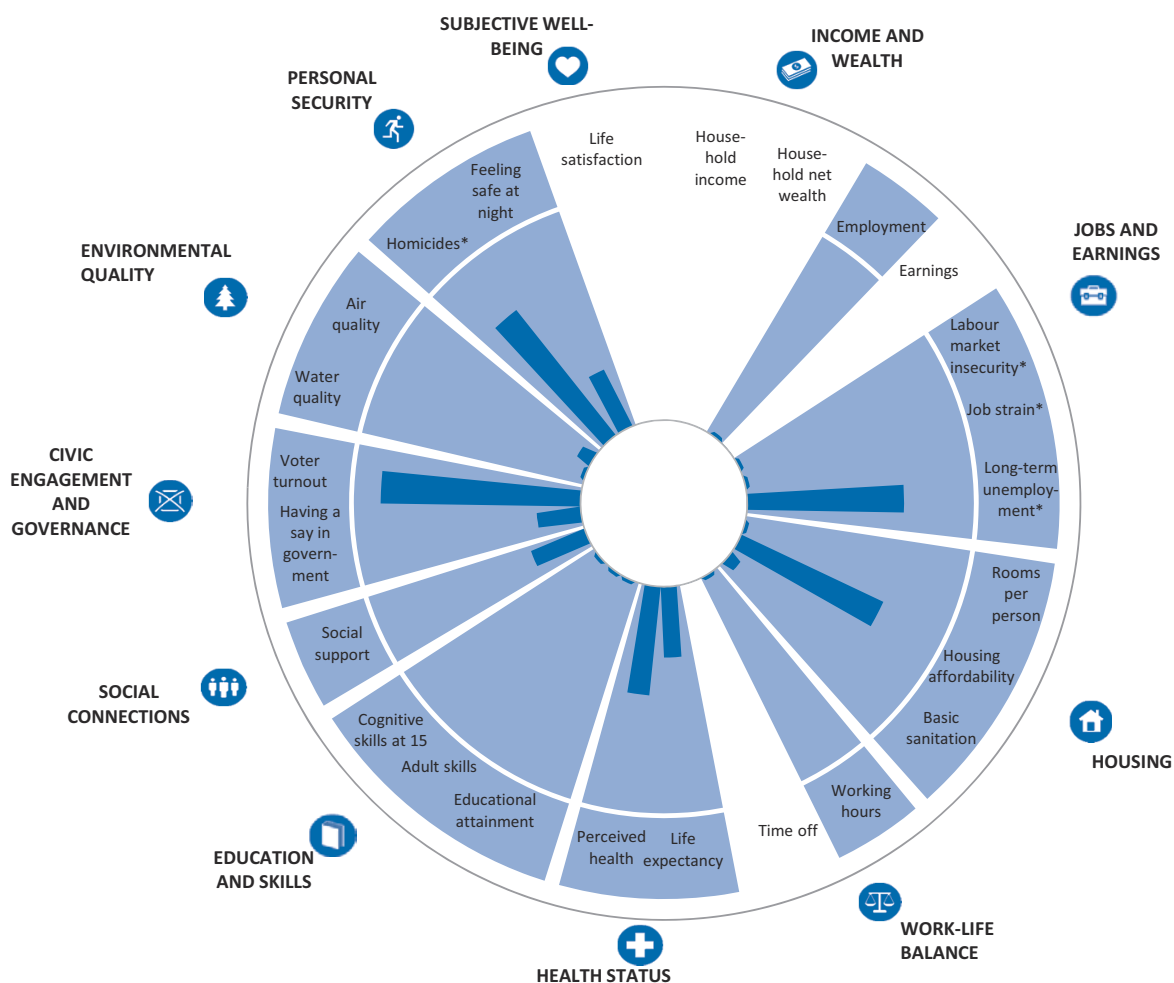 SUBJECTIVE WELL-
BEING
INCOME AND
WEALTH
PERSONAL
SECURITY
Life
satisfaction
House-
hold
income
House-
hold net
wealth
Feeling
safe at
night
Homicides*
Employment
Earnings
JOBS AND
EARNINGS
ENVIRONMENTAL
QUALITY
Air
quality
Water
quality
Labour
market
insecurity*
Job strain*
Long-term
unemploy-
ment*
CIVIC
ENGAGEMENT
AND
GOVERNANCE
Voter
turnout
Having a
say in
govern-
ment
Rooms
per
person
Housing
affordability
Basic
sanitation
HOUSING
Social
support
SOCIAL
CONNECTIONS
Cognitive
skills at 15
Adult skills
Educational
attainment
EDUCATION
AND SKILLS
Perceived
health
Life
expectancy
HEALTH STATUS
Time off
Working
hours
WORK-LIFE
BALANCE